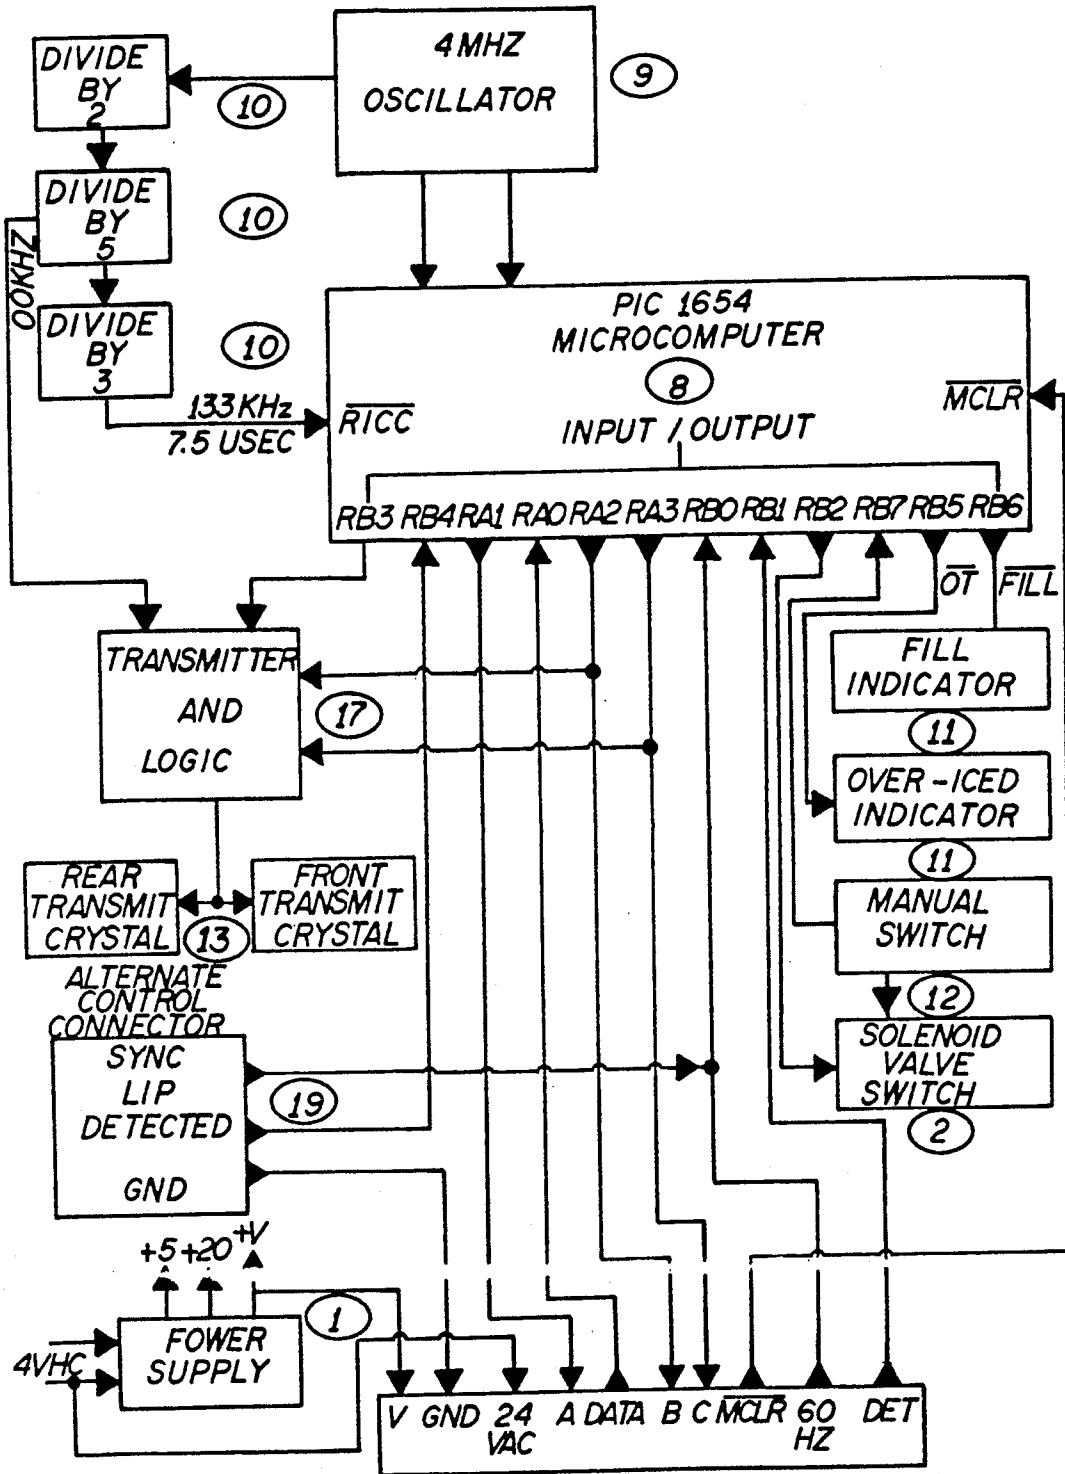 4MHZ
OSCILLATOR
9
DIVIDE
BY
2
10
DIVIDE
BY
5
10
00KHZ
DIVIDE
BY
3
10
133 KHz
7.5 USEC
PIC 1654
MICROCOMPUTER
8
RICC
MCLR
INPUT / OUTPUT
RB3 RB4 RA1 RA0 RA2 RA3 RB0 RB1 RB2 RB7 RB5 RB6
OT FILL
TRANSMITTER
AND
LOGIC
17
FILL
INDICATOR
11
OVER-ICED
INDICATOR
11
MANUAL
SWITCH
12
SOLENOID
VALVE
SWITCH
2
REAR
TRANSMIT
CRYSTAL
13
FRONT
TRANSMIT
CRYSTAL
ALTERNATE
CONTROL
CONNECTOR
SYNC
LIP
DETECTED
GND
19
+5 +20 +V
1
FOWER
SUPPLY
4VHC
V GND 24 VAC A DATA B C MCLR 60 HZ DET